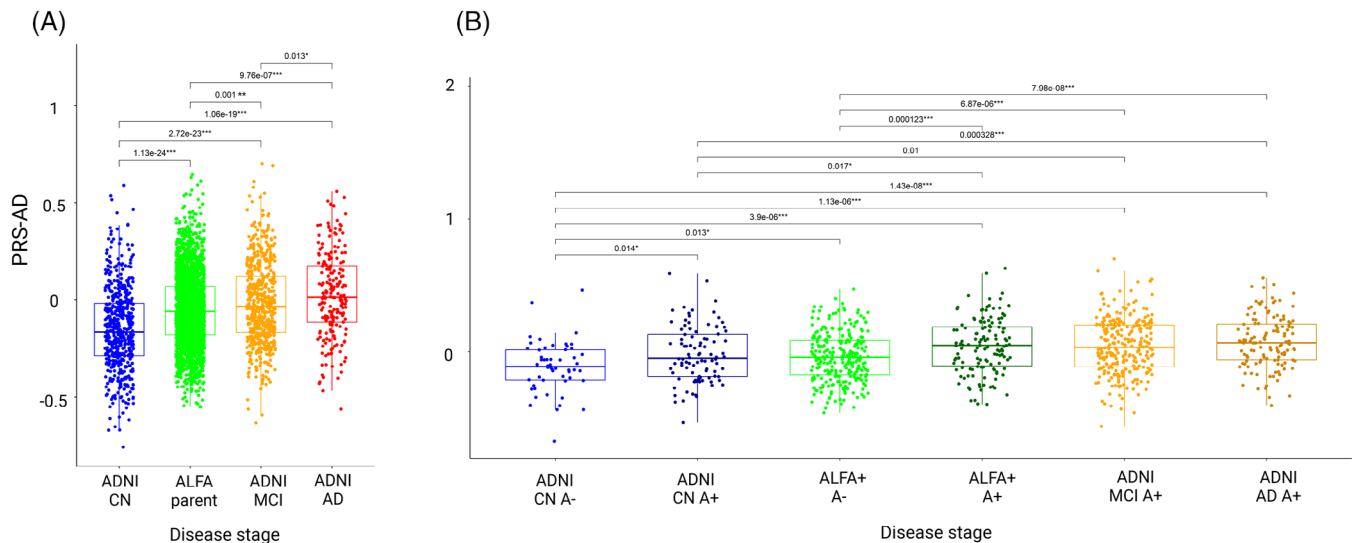 (A)
(B)
0.013*
9.76e-07***
0.001 **
1.06e-19***
2.72e-23***
1.13e-24***
PRS-AD
1
0.5
0
-0.5
ADNI CN
ALFA parent
ADNI MCI
ADNI AD
Disease stage
2
1
0
7.98e-08***
6.87e-06***
0.000123***
0.000328***
0.01
0.017*
1.43e-08***
1.13e-06***
3.9e-06***
0.013*
0.014*
ADNI CN A-
ADNI CN A+
ALFA+ A-
ALFA+ A+
ADNI MCI A+
ADNI AD A+
Disease stage